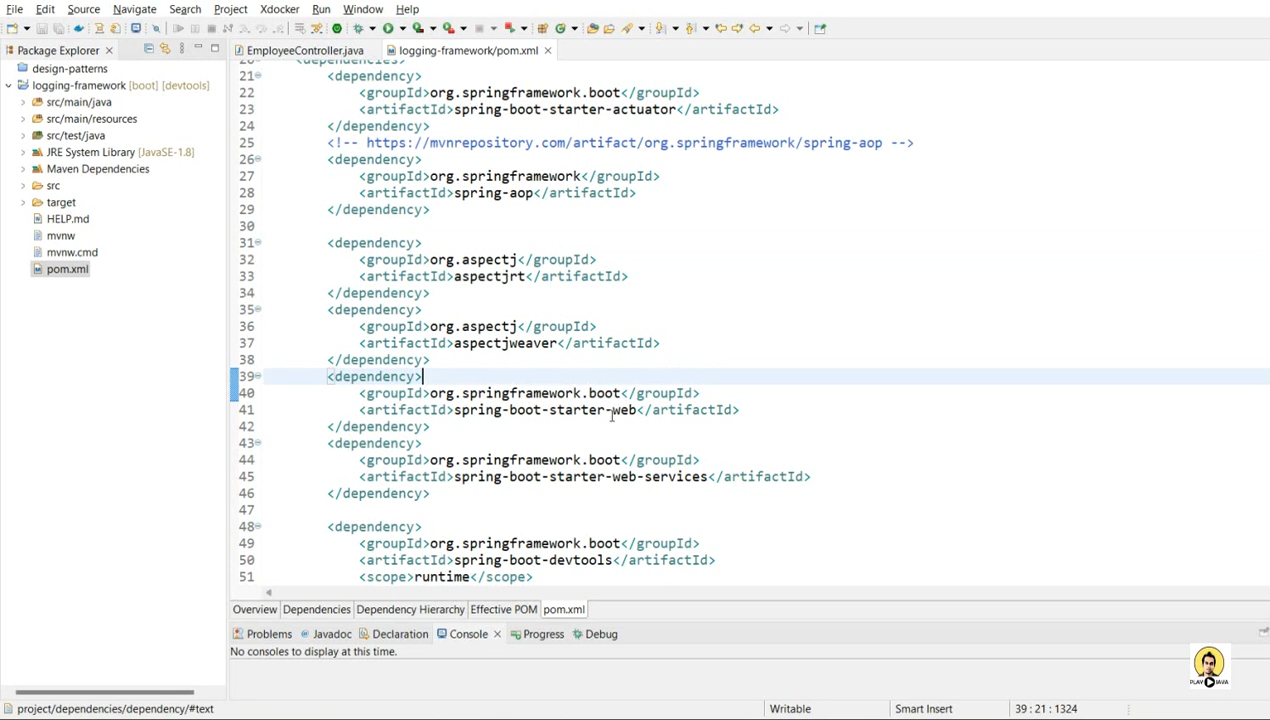 File Edit Source Navigate Search Project Xdocker Run Window Help
Package Explorer
design-patterns
logging-framework [boot] [devtools]
src/main/java
src/main/resources
src/test/java
JRE System Library [JavaSE-1.8]
Maven Dependencies
src
target
HELP.md
mvnw
mvnw.cmd
pom.xml
EmployeeController.java logging-framework/pom.xml
20 <dependencies>
21 <dependency>
22 <groupId>org.springframework.boot</groupId>
23 <artifactId>spring-boot-starter-actuator</artifactId>
24 </dependency>
25 <!-- https://mvnrepository.com/artifact/org.springframework/spring-aop -->
26 <dependency>
27 <groupId>org.springframework</groupId>
28 <artifactId>spring-aop</artifactId>
29 </dependency>
30
31 <dependency>
32 <groupId>org.aspectj</groupId>
33 <artifactId>aspectjrt</artifactId>
34 </dependency>
35 <dependency>
36 <groupId>org.aspectj</groupId>
37 <artifactId>aspectjweaver</artifactId>
38 </dependency>
39 <dependency>
40 <groupId>org.springframework.boot</groupId>
41 <artifactId>spring-boot-starter-web</artifactId>
42 </dependency>
43 <dependency>
44 <groupId>org.springframework.boot</groupId>
45 <artifactId>spring-boot-starter-web-services</artifactId>
46 </dependency>
47
48 <dependency>
49 <groupId>org.springframework.boot</groupId>
50 <artifactId>spring-boot-devtools</artifactId>
51 <scope>runtime</scope>
Overview Dependencies Dependency Hierarchy Effective POM pom.xml
Problems Javadoc Declaration Console Progress Debug
No consoles to display at this time.
PLAY JAVA
project/dependencies/dependency/#text Writable Smart Insert 39 : 21 : 1324